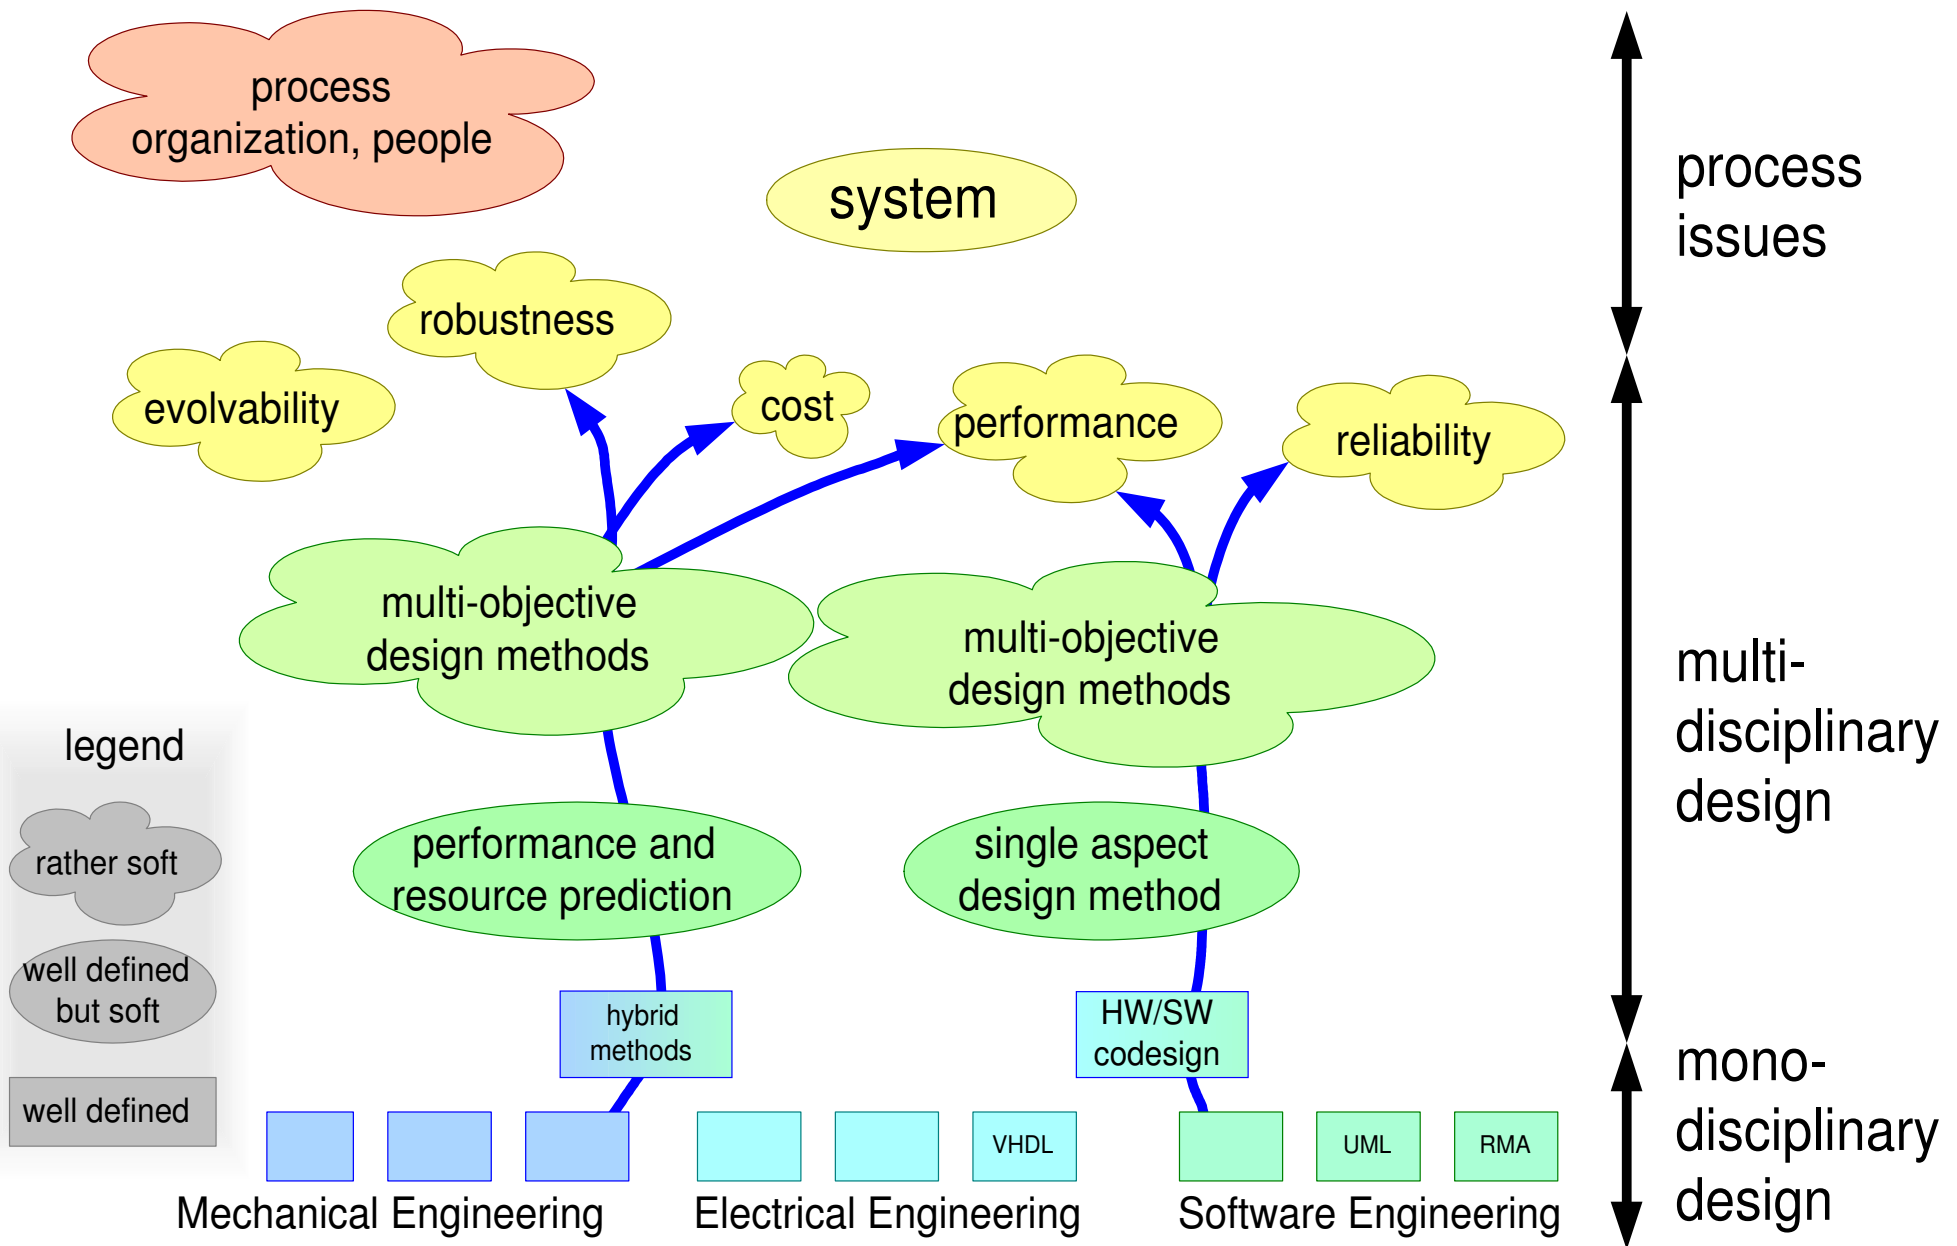 process
organization, people
system
process
issues
robustness
evolvability
cost
performance
reliability
multi-objective
design methods
multi-objective
design methods
multi-
disciplinary
design
legend
rather soft
well defined
but soft
well defined
performance and
resource prediction
single aspect
design method
hybrid
methods
HW/SW
codesign
mono-
disciplinary
design
VHDL
UML
RMA
Mechanical Engineering
Electrical Engineering
Software Engineering